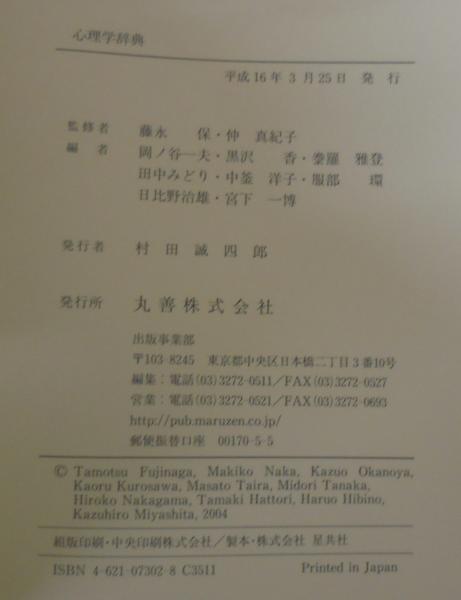 心理学辞典
平成16年3月25日 発行
監修者 藤永 保・仲 真紀子
編者 岡ノ谷一夫・黒沢 香・泰羅 雅登
田中みどり・中釜 洋子・服部 環
日比野治雄・宮下 一博
発行者 村田誠四郎
発行所 丸善株式会社
出版事業部
〒103-8245 東京都中央区日本橋二丁目3番10号
編集:電話(03)3272-0511/FAX(03)3272-0527
営業:電話(03)3272-0521/FAX(03)3272-0693
http://pub.maruzen.co.jp/
郵便振替口座 00170-5-5
© Tamotsu Fujinaga, Makiko Naka, Kazuo Okanoya,
Kaoru Kurosawa, Masato Taira, Midori Tanaka,
Hiroko Nakagama, Tamaki Hattori, Haruo Hibino,
Kazuhiro Miyashita, 2004
組版印刷・中央印刷株式会社/製本・株式会社 星共社
ISBN 4-621-07302-8 C3511 Printed in Japan